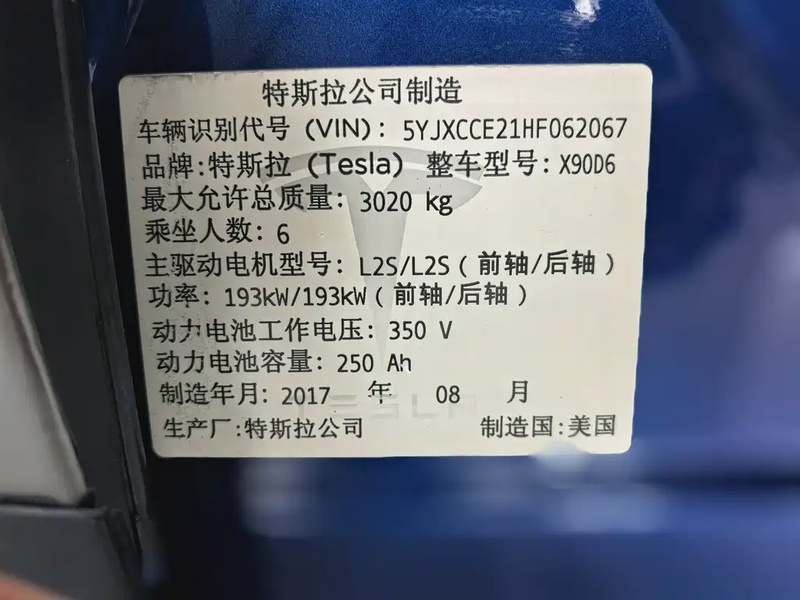 特斯拉公司制造
车辆识别代号 (VIN): 5YJXCCE21HF062067
品牌:特斯拉 (Tesla) 整车型号: X90D6
最大允许总质量: 3020 kg
乘坐人数: 6
主驱动电机型号: L2S/L2S ( 前轴/后轴 )
功率: 193kW/193kW ( 前轴/后轴 )
动力电池工作电压: 350 V
动力电池容量: 250 Ah
制造年月: 2017 年 08 月
TESLA
生产厂:特斯拉公司 制造国:美国